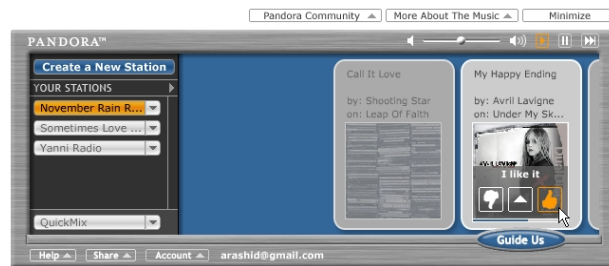 Pandora Community
More About The Music
Minimize
PANDORA™
Create a New Station
YOUR STATIONS
November Rain R...
Sometimes Love ...
Yanni Radio
QuickMix
Call It Love
by: Shooting Star
on: Leap Of Faith
My Happy Ending
by: Avril Lavigne
on: Under My Sk...
I like it
Guide Us
Help
Share
Account
arashid@gmail.com